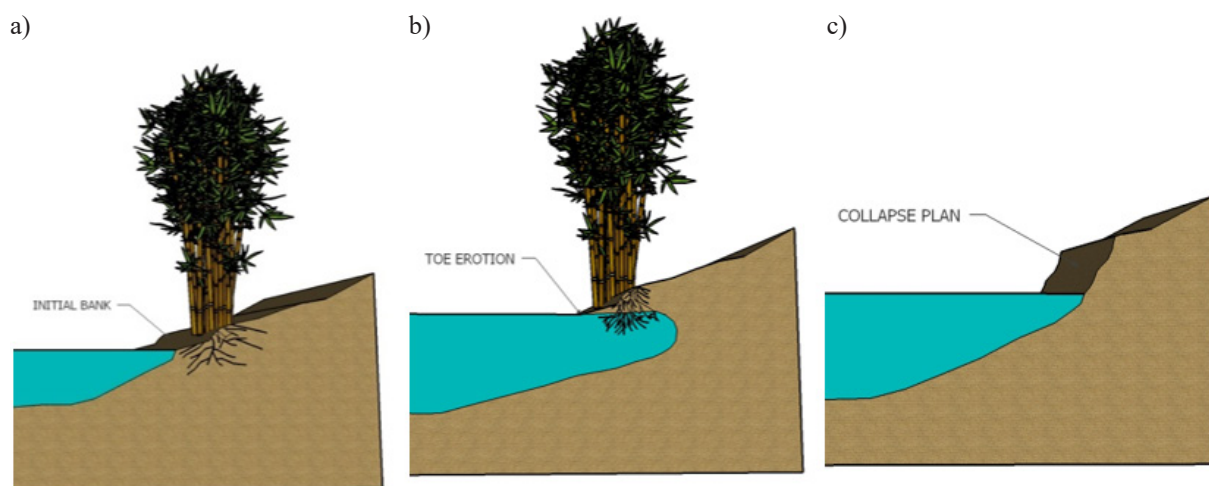 a)
b)
c)
INITIAL BANK
TOE EROTION
COLLAPSE PLAN